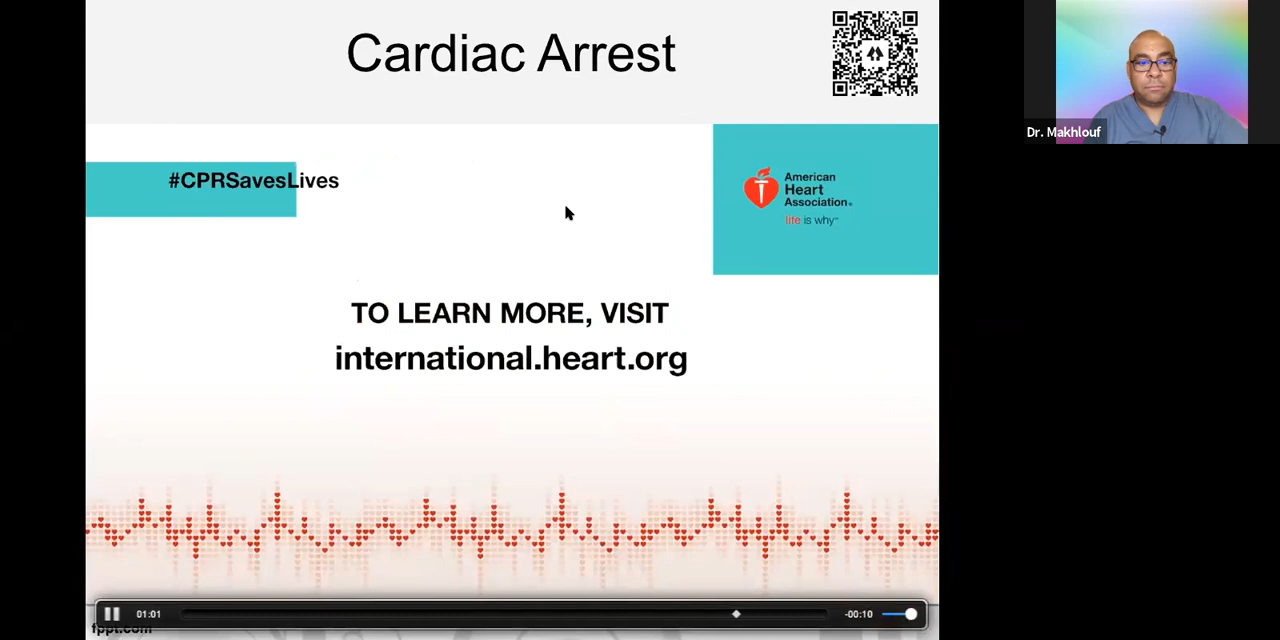 Cardiac Arrest
Dr. Makhlouf
#CPRSavesLives
American
Heart
Association®
life is why™
TO LEARN MORE, VISIT
international.heart.org
01:01
-00:10
fppt.com